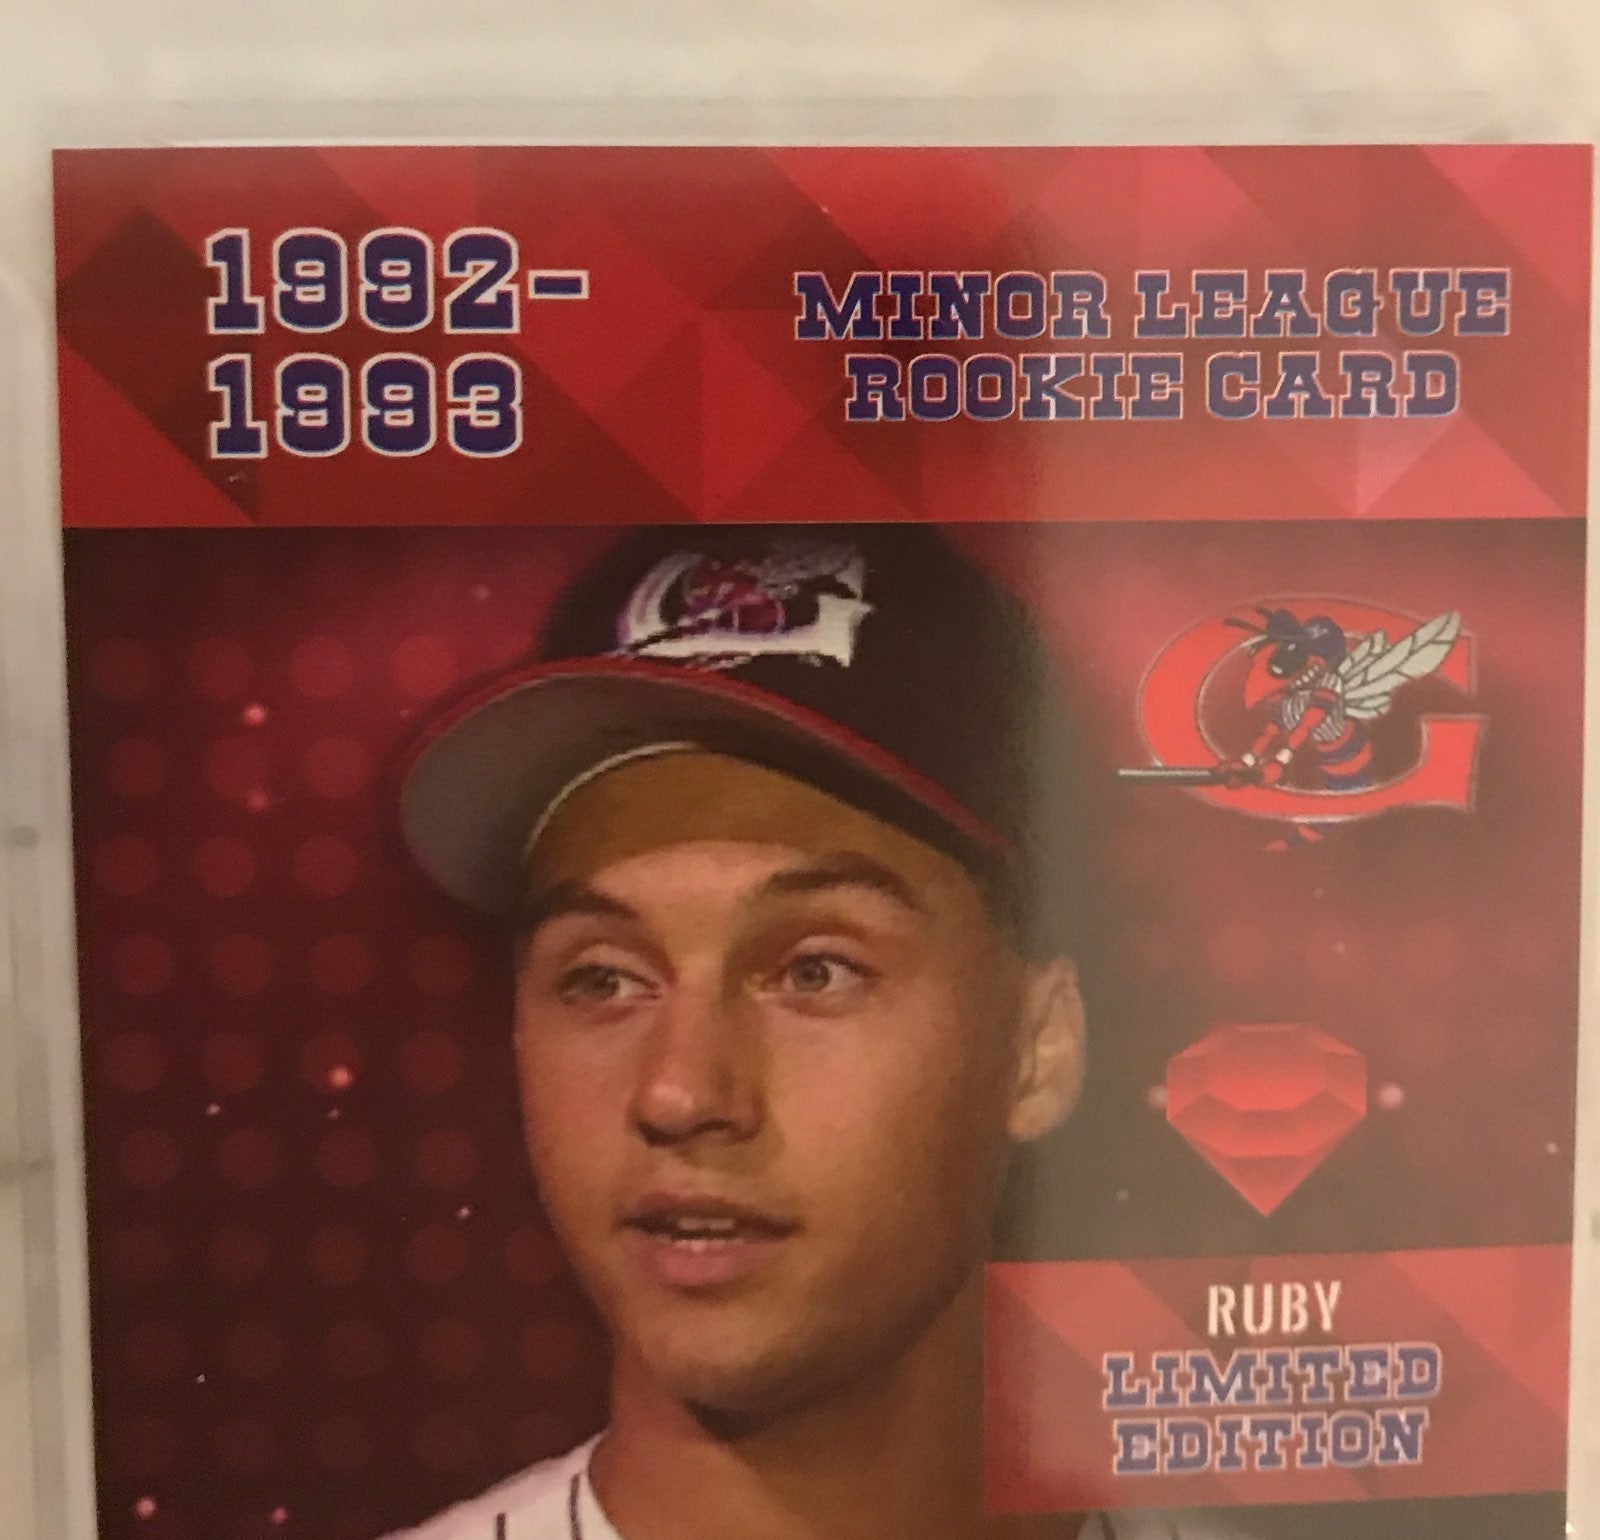 1992-
1993
MINOR LEAGUE
ROOKIE CARD
G
G
RUBY
LIMITED
EDITION